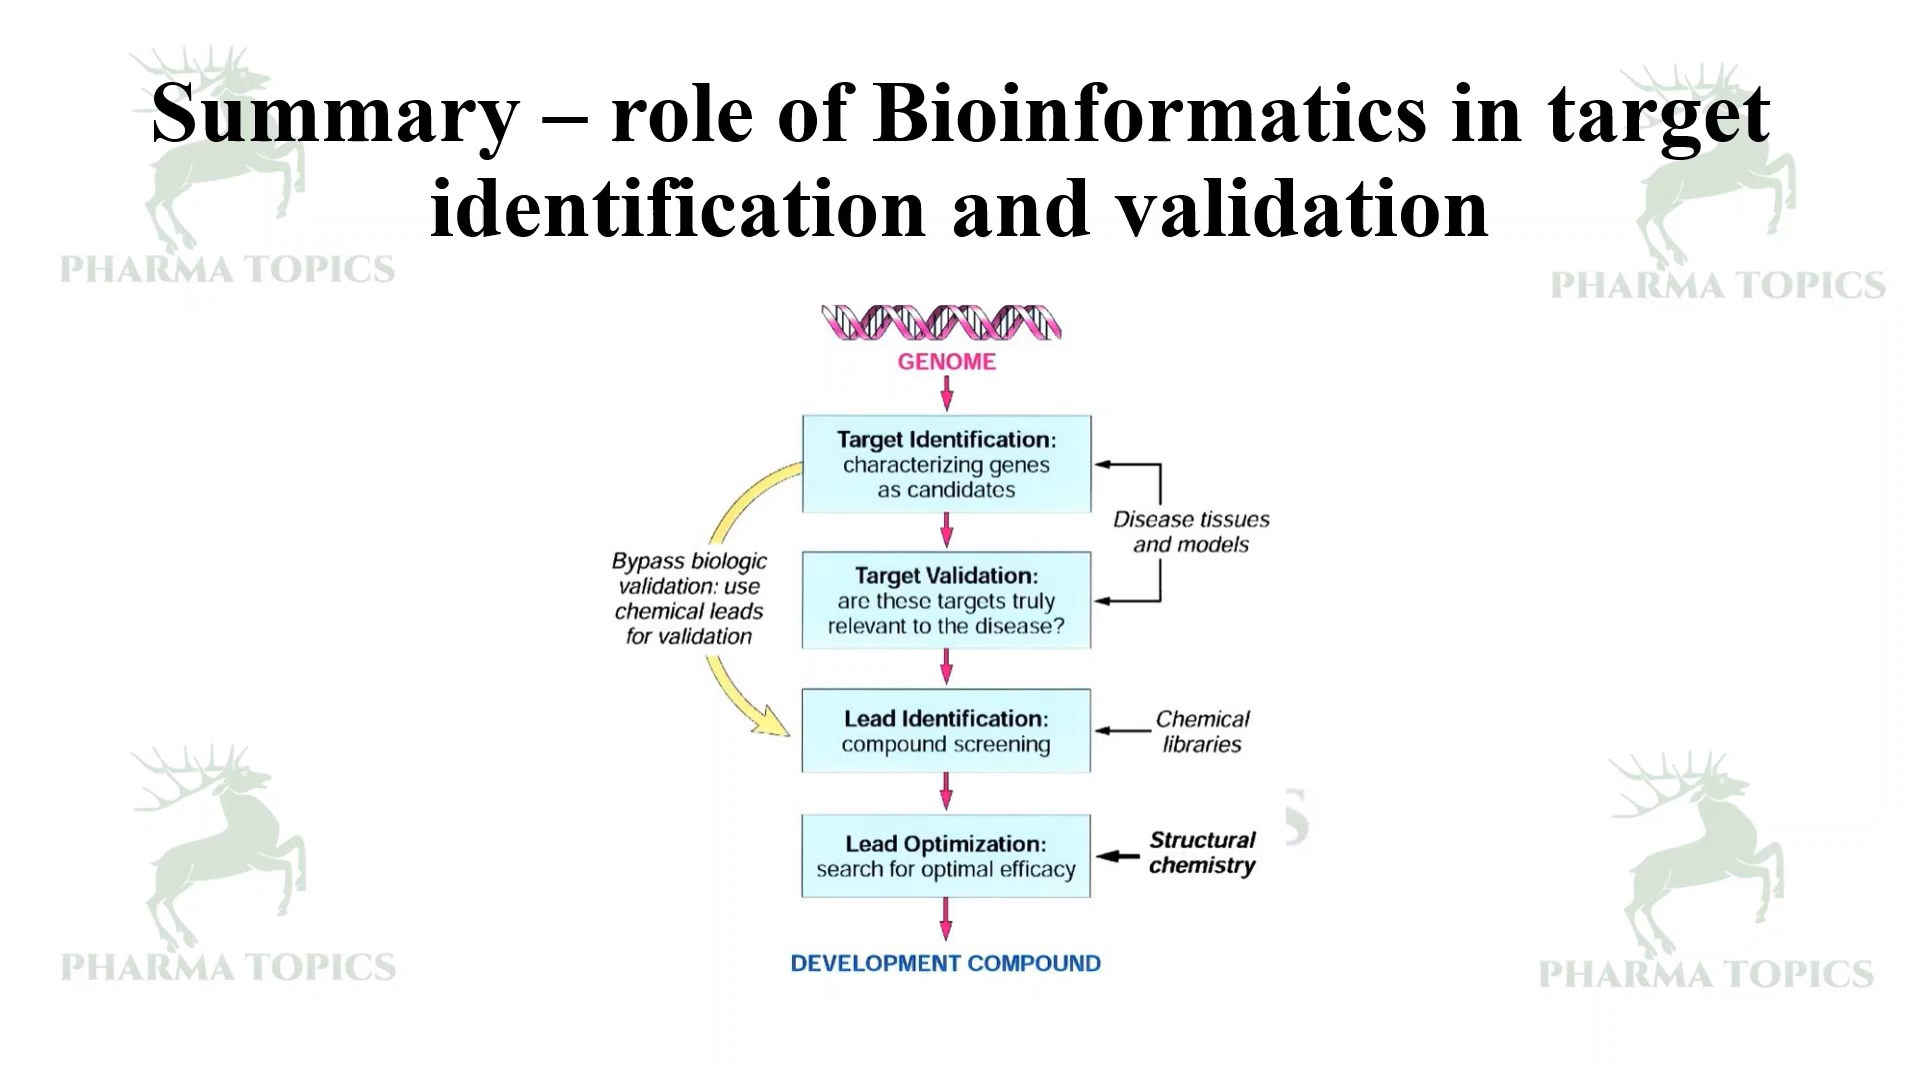 Summary – role of Bioinformatics in target
identification and validation
PHARMA TOPICS
PHARMA TOPICS
GENOME
Target Identification:
characterizing genes
as candidates
Disease tissues
and models
Bypass biologic
validation: use
chemical leads
for validation
Target Validation:
are these targets truly
relevant to the disease?
Lead Identification:
compound screening
Chemical
libraries
Lead Optimization:
search for optimal efficacy
Structural
chemistry
DEVELOPMENT COMPOUND
PHARMA TOPICS
PHARMA TOPICS